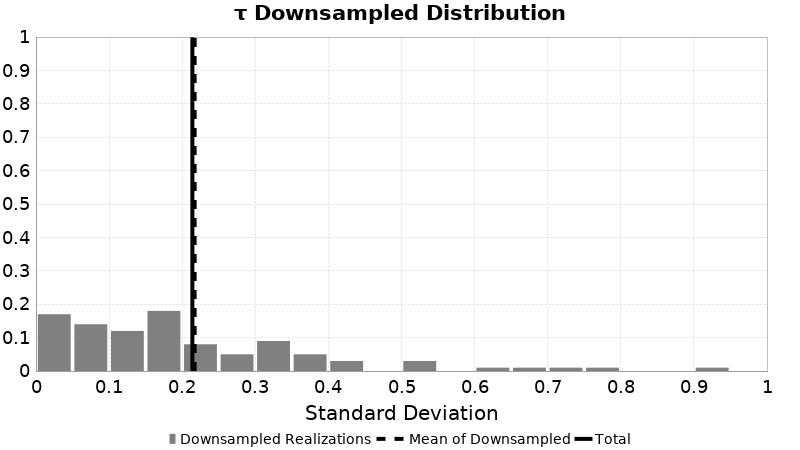 τ Downsampled Distribution
1
0.9
0.8
0.7
0.6
0.5
0.4
0.3
0.2
0.1
0
0 0.1 0.2 0.3 0.4 0.5 0.6 0.7 0.8 0.9 1
Standard Deviation
Downsampled Realizations Mean of Downsampled Total